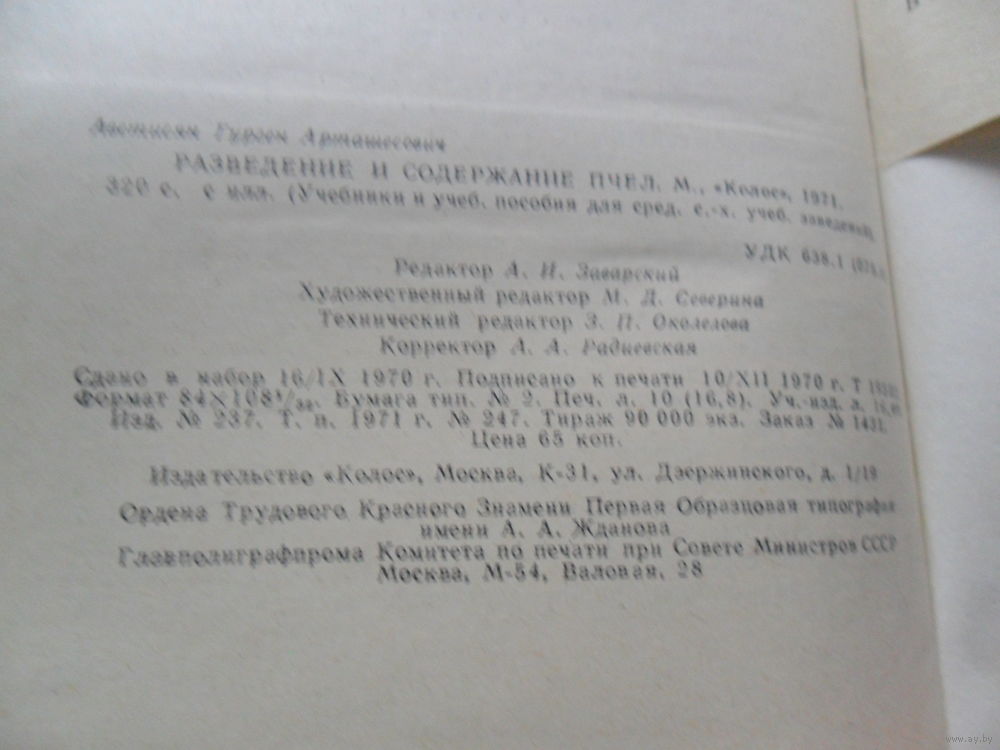 Аветисян Гурген Арташесович
РАЗВЕДЕНИЕ И СОДЕРЖАНИЕ ПЧЕЛ. М., «Колос», 1971.
320 с. с илл. (Учебники и учеб. пособия для сред. с.-х. учеб. заведений)
УДК 638.1
Редактор А. И. Заварский
Художественный редактор М. Д. Северина
Технический редактор З. П. Околелова
Корректор А. А. Радиевская
Сдано в набор 16/IX 1970 г. Подписано к печати 10/XII 1970 г. Т
Формат 84×108¹/₃₂. Бумага тип. № 2. Печ. л. 10 (16,8). Уч.-изд. л.
Изд. № 237. Т. п. 1971 г. № 247. Тираж 90 000 экз. Заказ № 1431.
Цена 65 коп.
Издательство «Колос», Москва, К-31, ул. Дзержинского, д. 1/19
Ордена Трудового Красного Знамени Первая Образцовая типография
имени А. А. Жданова
Главполиграфпрома Комитета по печати при Совете Министров СССР
Москва, М-54, Валовая, 28
www.ay.by